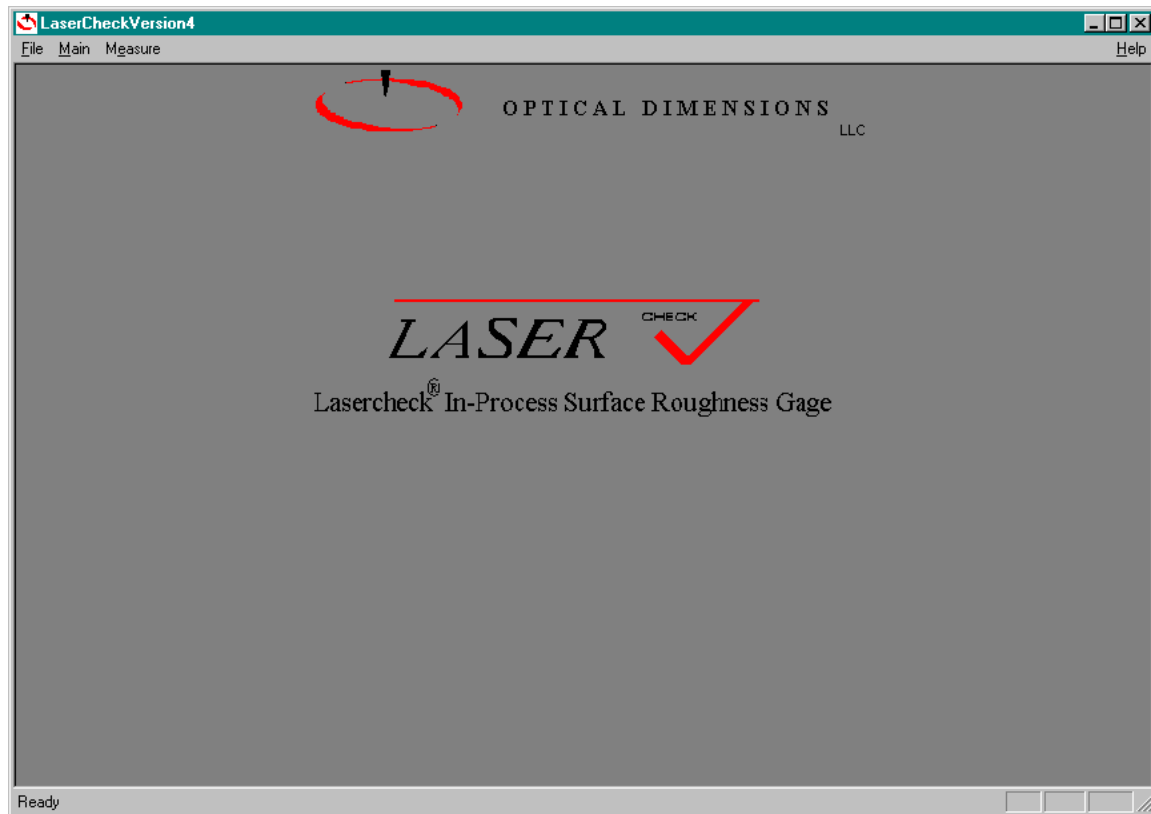 LaserCheckVersion4
File Main Measure Help
OPTICAL DIMENSIONS
LLC
LASER CHECK
Lasercheck® In-Process Surface Roughness Gage
Ready